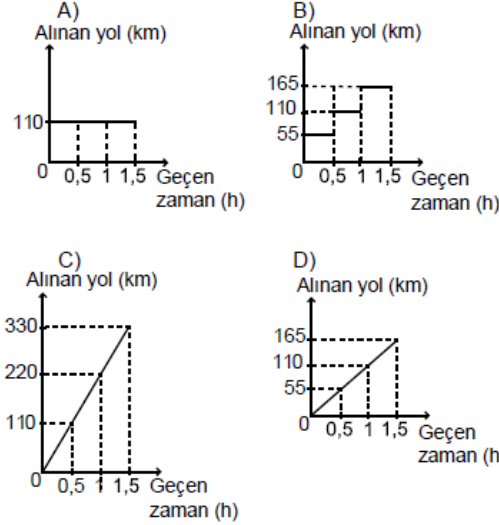 A)
Alınan yol (km)
110
0
0,5 1 1,5 Geçen
zaman (h)
B)
Alınan yol (km)
165
110
55
0
0,5 1 1,5 Geçen
zaman (h)
C)
Alınan yol (km)
330
220
110
0
0,5 1 1,5 Geçen
zaman (h)
D)
Alınan yol (km)
165
110
55
0
0,5 1 1,5 Geçen
zaman (h